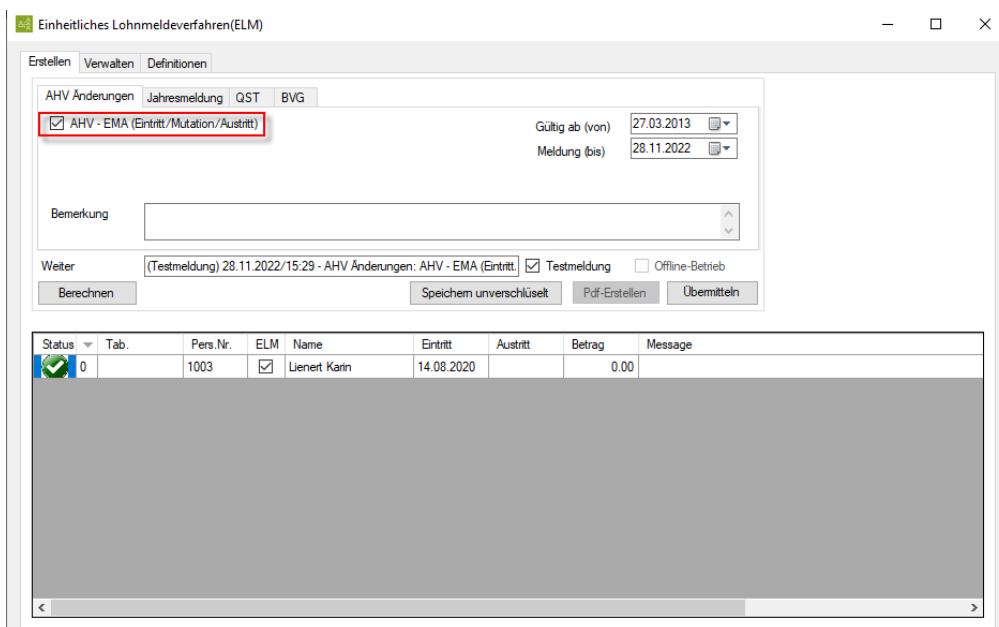 Einheitliches Lohnmeldeverfahren(ELM)
Erstellen Verwalten Definitionen
AHV Änderungen Jahresmeldung QST BVG
AHV - EMA (Eintritt/Mutation/Austritt)
Gültig ab (von) 27.03.2013
Meldung (bis) 28.11.2022
Bemerkung
Weiter (Testmeldung) 28.11.2022/15:29 - AHV Änderungen: AHV - EMA (Eintritt. Testmeldung Offline-Betrieb
Berechnen Speichern unverschlüselt Pdf-Erstellen Übermitteln
Status Tab. Pers.Nr. ELM Name Eintritt Austritt Betrag Message
0 1003 Lienert Karin 14.08.2020 0.00